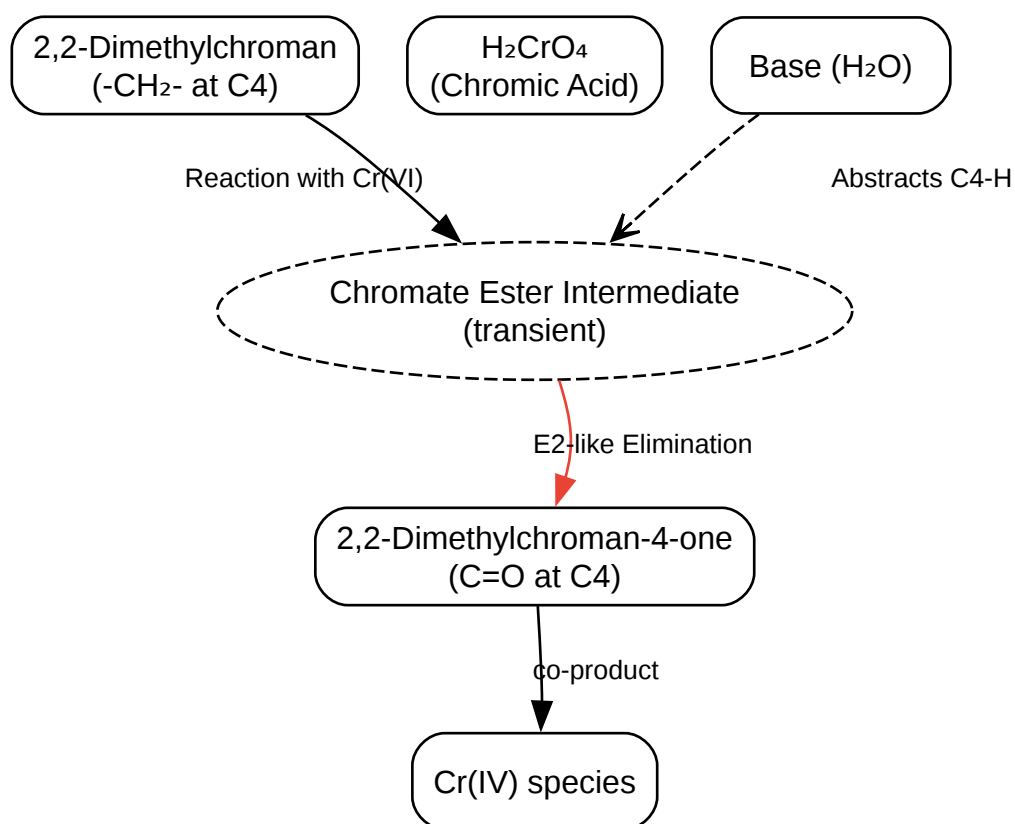 2,2-Dimethylchroman
(-CH₂- at C4)
H₂CrO₄
(Chromic Acid)
Base (H₂O)
Reaction with Cr(VI)
Abstracts C4-H
Chromate Ester Intermediate
(transient)
E2-like Elimination
2,2-Dimethylchroman-4-one
(C=O at C4)
co-product
Cr(IV) species